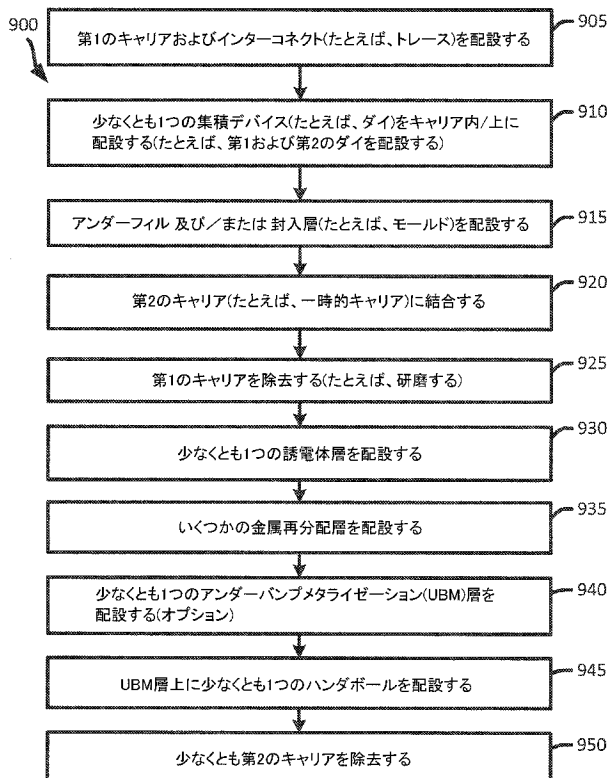 900
第1のキャリアおよびインターコネクト(たとえば、トレース)を配設する
905
少なくとも1つの集積デバイス(たとえば、ダイ)をキャリア内/上に
配設する(たとえば、第1および第2のダイを配設する)
910
アンダーフィル 及び/または 封入層(たとえば、モールド)を配設する
915
第2のキャリア(たとえば、一時的キャリア)に結合する
920
第1のキャリアを除去する(たとえば、研磨する)
925
少なくとも1つの誘電体層を配設する
930
いくつかの金属再分配層を配設する
935
少なくとも1つのアンダーバンプメタライゼーション(UBM)層を
配設する(オプション)
940
UBM層上に少なくとも1つのハンダボールを配設する
945
少なくとも第2のキャリアを除去する
950